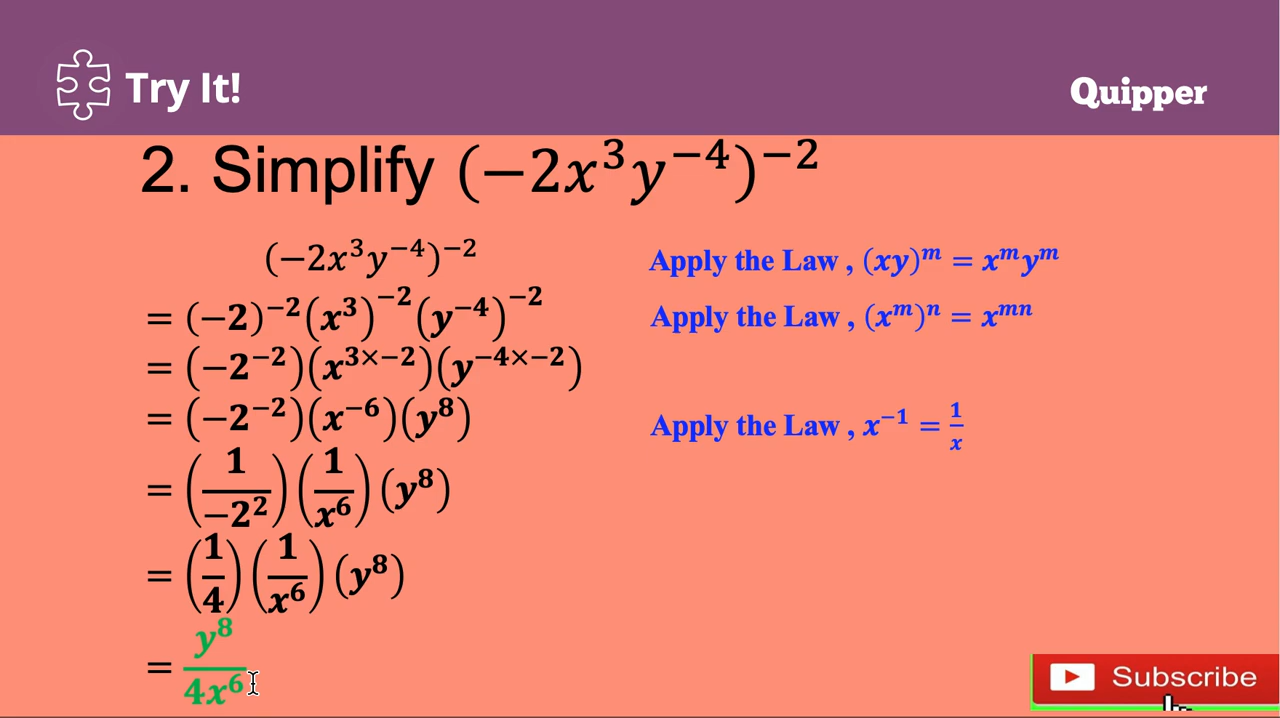 Try It!
Quipper
2. Simplify (−2x³y⁻⁴)⁻²
(−2x³y⁻⁴)⁻² Apply the Law , (xy)ᵐ = xᵐyᵐ
= (−2)⁻²(x³)⁻²(y⁻⁴)⁻² Apply the Law , (xᵐ)ⁿ = xᵐⁿ
= (−2⁻²)(x³ˣ⁻²)(y⁻⁴ˣ⁻²)
= (−2⁻²)(x⁻⁶)(y⁸) Apply the Law , x⁻¹ = 1/x
= (1/−2²)(1/x⁶)(y⁸)
= (1/4)(1/x⁶)(y⁸)
= y⁸/4x⁶
Subscribe